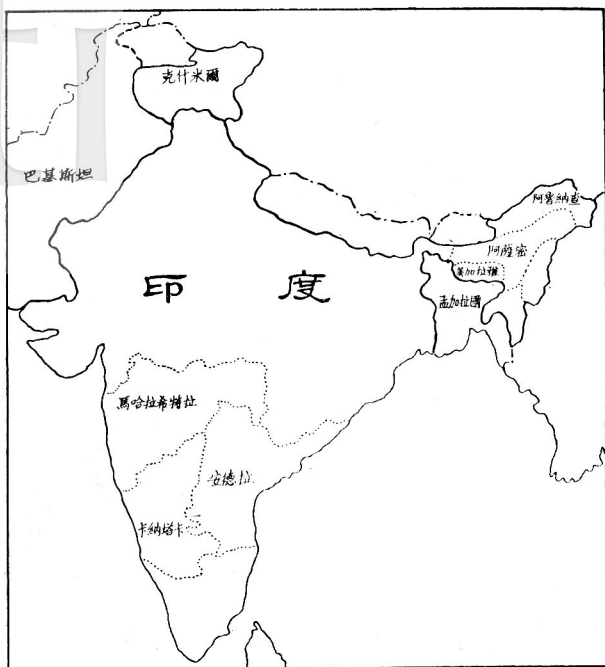 克什米爾
巴基斯坦
阿雷納查
阿薩密
美加拉雅
孟加拉國
印度
馬哈拉希特拉
安德拉
卡納塔卡